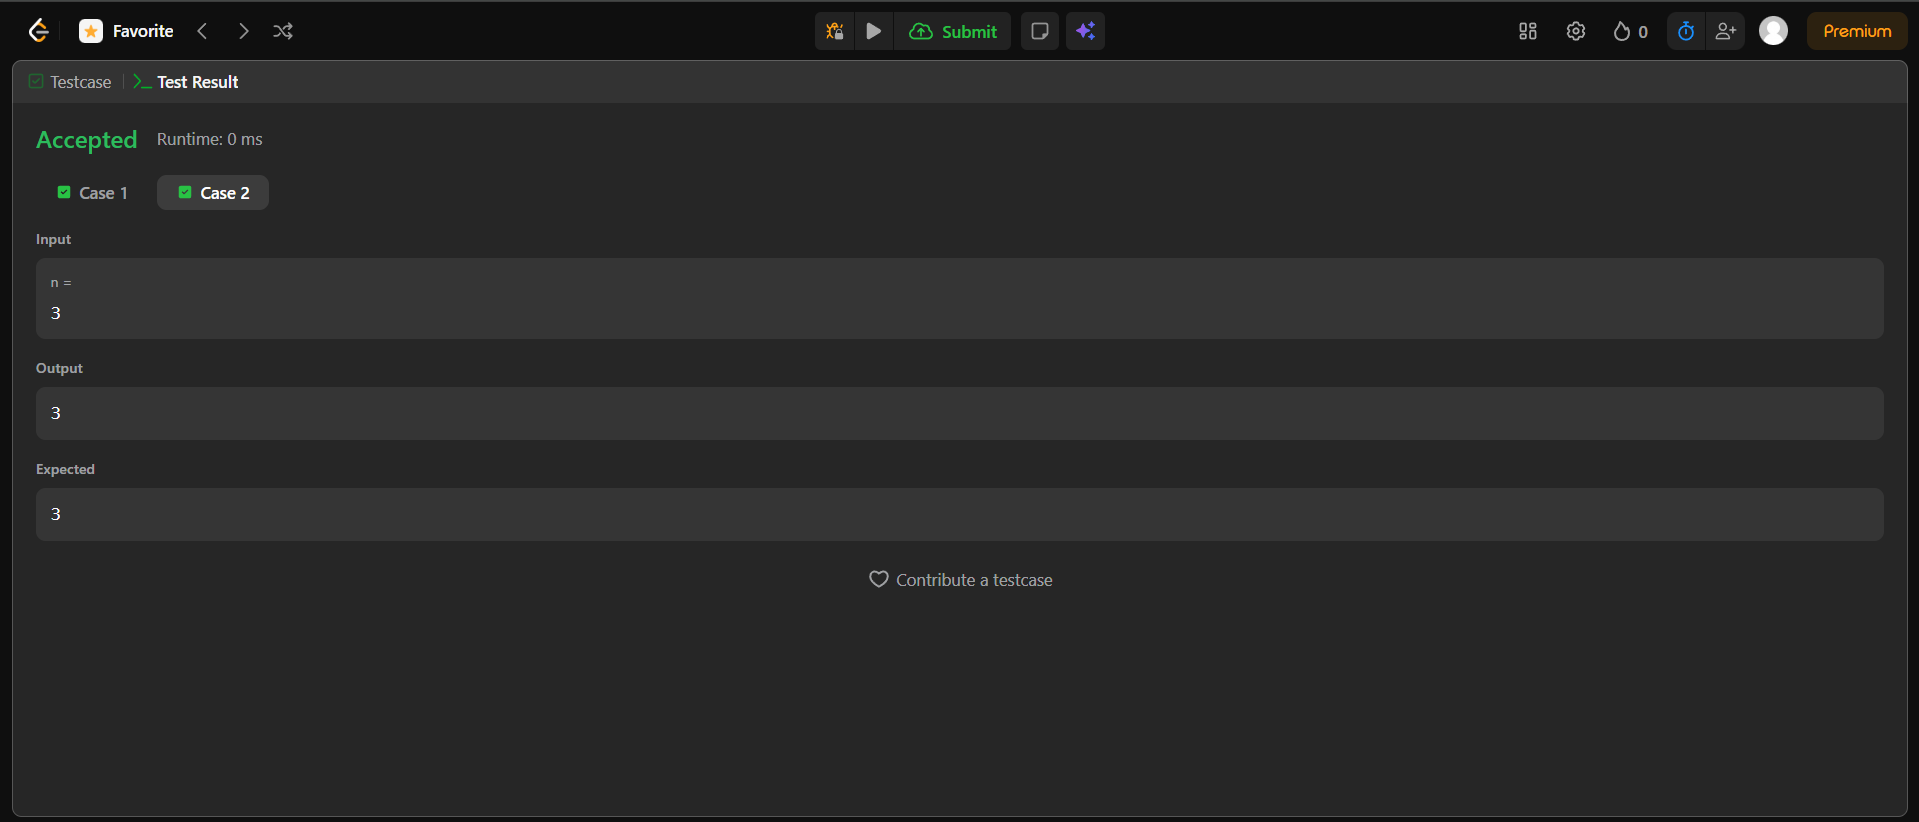 Favorite Submit 0 Premium
Testcase Test Result
Accepted Runtime: 0 ms
Case 1 Case 2
Input
n =
3
Output
3
Expected
3
Contribute a testcase